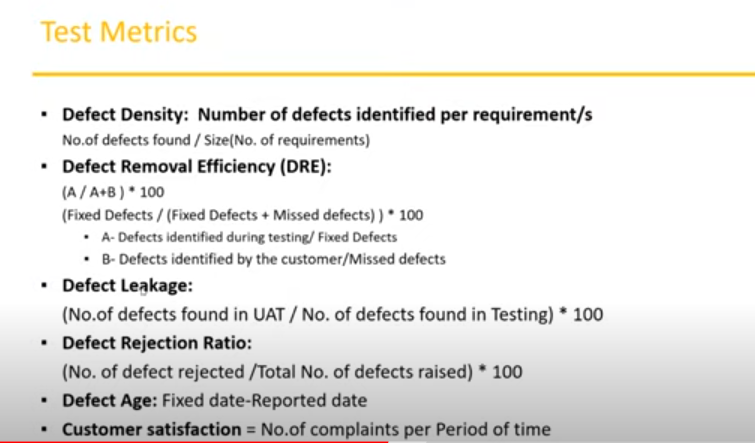 Test Metrics
▪ Defect Density: Number of defects identified per requirement/s
No.of defects found / Size(No. of requirements)
▪ Defect Removal Efficiency (DRE):
(A / A+B ) * 100
(Fixed Defects / (Fixed Defects + Missed defects) ) * 100
• A- Defects identified during testing/ Fixed Defects
• B- Defects identified by the customer/Missed defects
▪ Defect Leakage:
(No.of defects found in UAT / No. of defects found in Testing) * 100
▪ Defect Rejection Ratio:
(No. of defect rejected /Total No. of defects raised) * 100
▪ Defect Age: Fixed date-Reported date
▪ Customer satisfaction = No.of complaints per Period of time